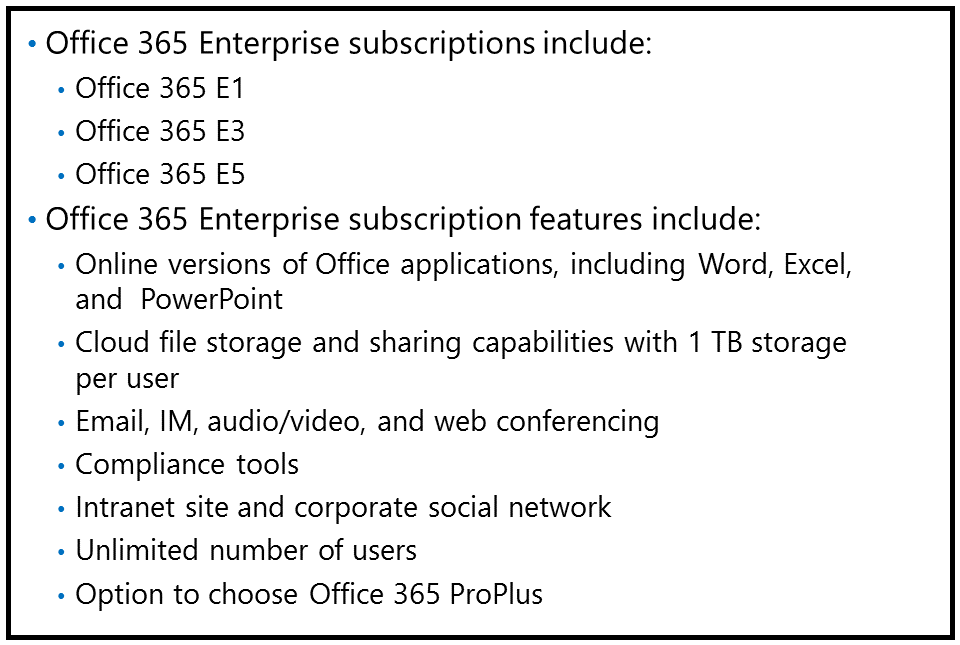 • Office 365 Enterprise subscriptions include:
• Office 365 E1
• Office 365 E3
• Office 365 E5
• Office 365 Enterprise subscription features include:
• Online versions of Office applications, including Word, Excel,
and PowerPoint
• Cloud file storage and sharing capabilities with 1 TB storage
per user
• Email, IM, audio/video, and web conferencing
• Compliance tools
• Intranet site and corporate social network
• Unlimited number of users
• Option to choose Office 365 ProPlus